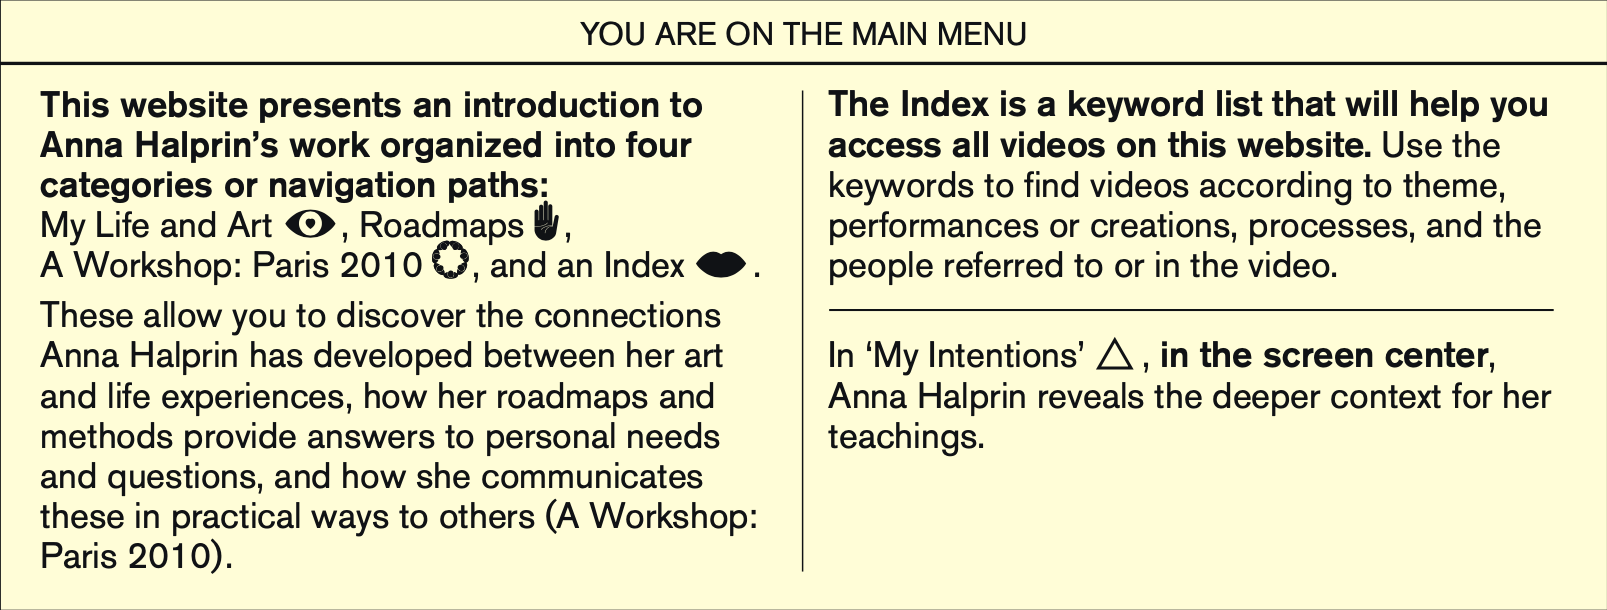 YOU ARE ON THE MAIN MENU
This website presents an introduction to
Anna Halprin’s work organized into four
categories or navigation paths:
My Life and Art , Roadmaps ,
A Workshop: Paris 2010 , and an Index .
These allow you to discover the connections
Anna Halprin has developed between her art
and life experiences, how her roadmaps and
methods provide answers to personal needs
and questions, and how she communicates
these in practical ways to others (A Workshop:
Paris 2010).
The Index is a keyword list that will help you
access all videos on this website. Use the
keywords to find videos according to theme,
performances or creations, processes, and the
people referred to or in the video.
In ‘My Intentions’ △ , in the screen center,
Anna Halprin reveals the deeper context for her
teachings.